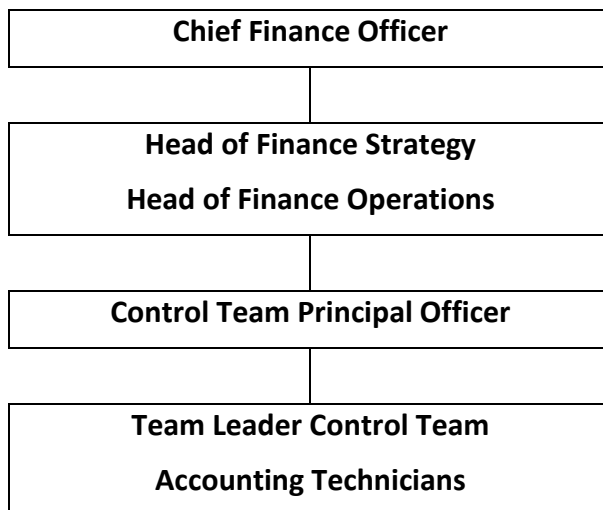 Chief Finance Officer
Head of Finance Strategy
Head of Finance Operations
Control Team Principal Officer
Team Leader Control Team
Accounting Technicians